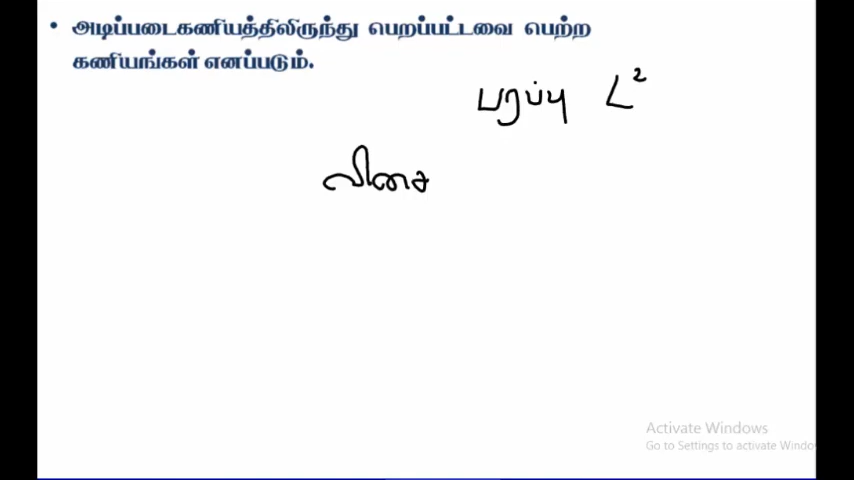 • அடிப்படைகணியத்திலிருந்து பெறப்பட்டவை பெற்ற
கணியங்கள் எனப்படும்.
பரப்பு L²
விசை
Activate Windows
Go to Settings to activate Windo